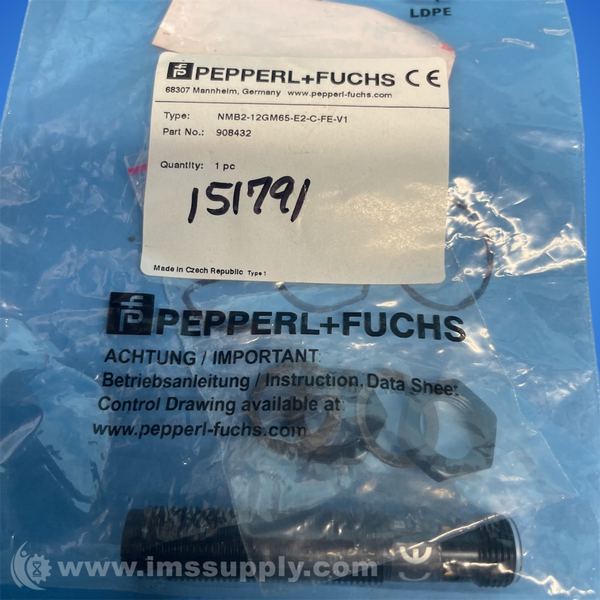 LDPE
PEPPERL+FUCHS CE
68307 Mannheim, Germany www.pepperl-fuchs.com
Type: NMB2-12GM65-E2-C-FE-V1
Part No.: 908432
Quantity: 1 pc
151791
Made in Czech Republic Type 1
PEPPERL+FUCHS
ACHTUNG / IMPORTANT
Betriebsanleitung / Instruction, Data Sheet,
Control Drawing available at:
www.pepperl-fuchs.com
www.imssupply.com